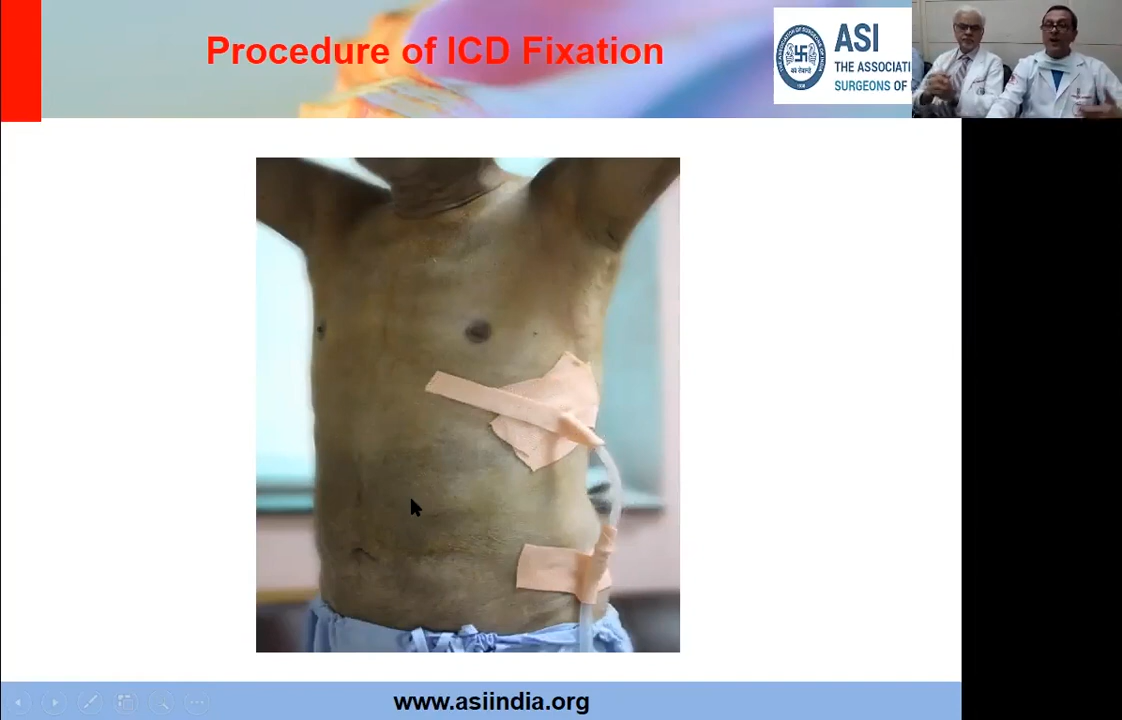 Procedure of ICD Fixation
ASI
THE ASSOCIATI
SURGEONS OF
www.asiindia.org